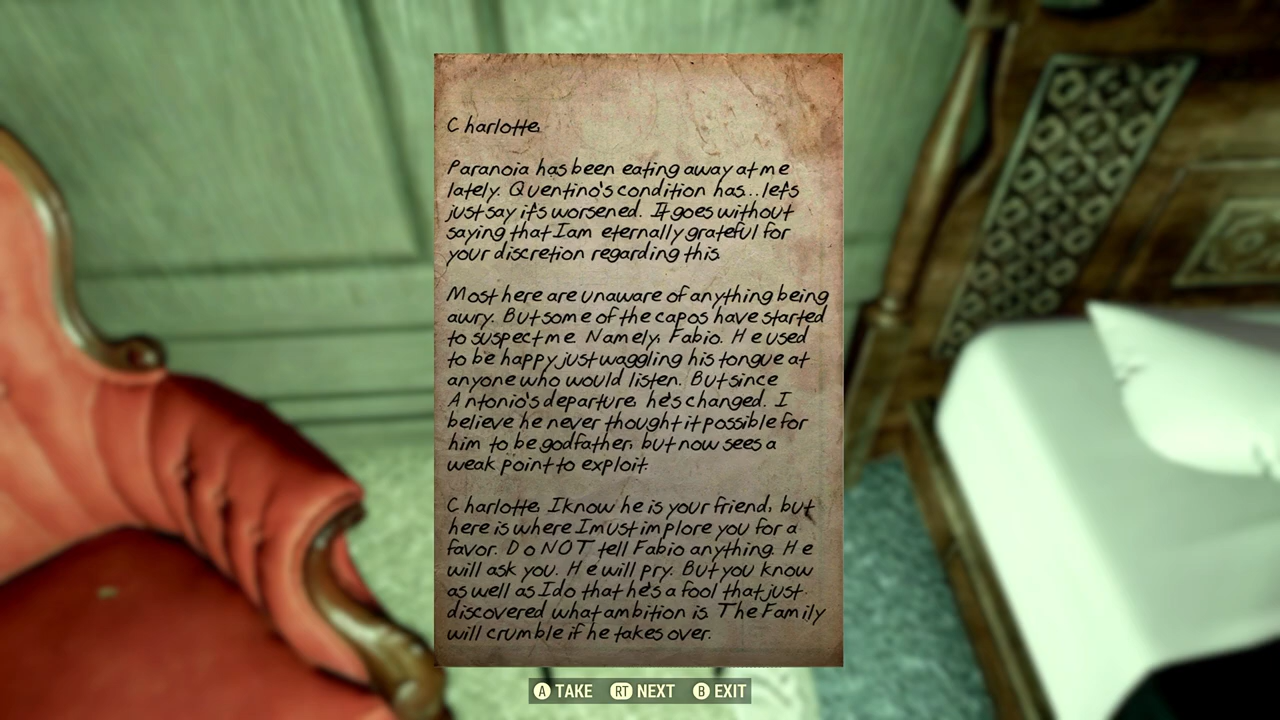 Charlotte,
Paranoia has been eating away at me
lately. Quentino's condition has... let's
just say it's worsened. It goes without
saying that I am eternally grateful for
your discretion regarding this.
Most here are unaware of anything being
awry. But some of the capos have started
to suspect me. Namely, Fabio. He used
to be happy just waggling his tongue at
anyone who would listen. But since
Antonio's departure, he's changed. I
believe he never thought it possible for
him to be godfather, but now sees a
weak point to exploit.
Charlotte, I know he is your friend, but
here is where I must implore you for a
favor. Do NOT tell Fabio anything. He
will ask you. He will pry. But you know
as well as I do that he's a fool that just
discovered what ambition is. The Family
will crumble if he takes over.
A TAKE RT NEXT B EXIT